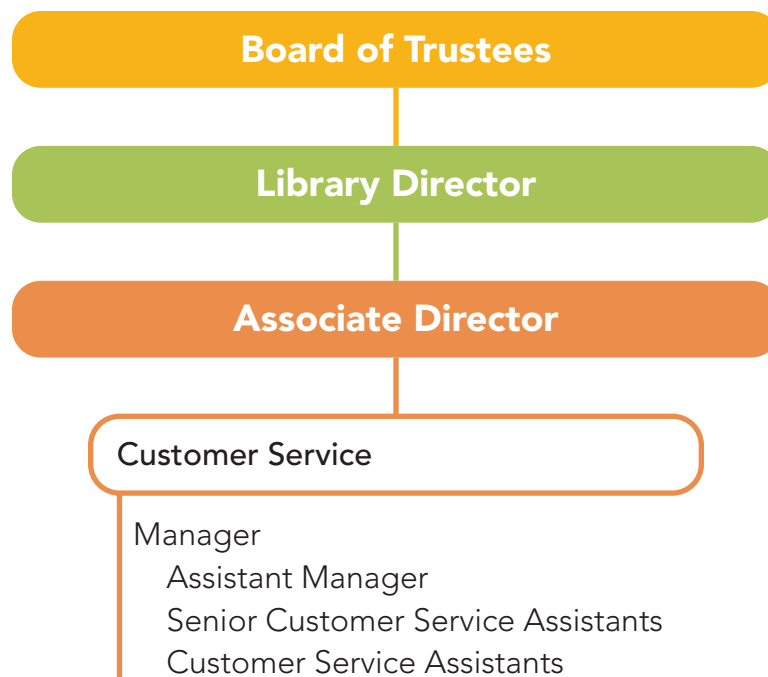 Board of Trustees
Library Director
Associate Director
Customer Service
Manager
Assistant Manager
Senior Customer Service Assistants
Customer Service Assistants